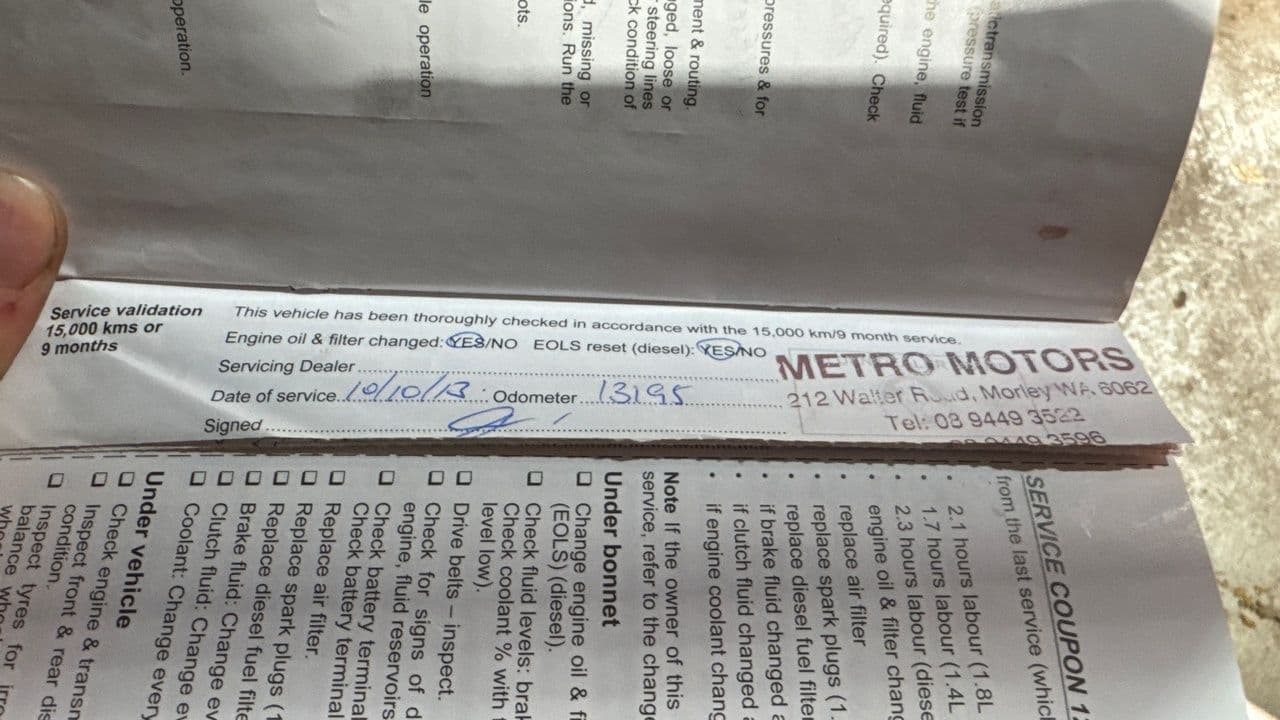 atictransmission
(pressure test if
he engine, fluid
equired). Check
pressures & for
ment & routing.
ged, loose or
steering lines
ck condition of
d, missing or
ions. Run the
ots.
le operation
operation.
Service validation
15,000 kms or
9 months
This vehicle has been thoroughly checked in accordance with the 15,000 km/9 month service.
Engine oil & filter changed: YES/NO EOLS reset (diesel): YES/NO
Servicing Dealer
Date of service 10/10/13 Odometer 13195
Signed
METRO MOTORS
212 Walter Road, Morley WA 6062
Tel: 08 9449 3522
9449 3596
SERVICE COUPON 1
from the last service (which
• 2.1 hours labour (1.8L
• 1.7 hours labour (1.4L
• 2.3 hours labour (diese
• engine oil & filter chang
• replace air filter
• replace spark plugs (1.
• replace diesel fuel filter
• if brake fluid changed a
• if clutch fluid changed a
• if engine coolant chang
Note If the owner of this
service, refer to the change
Under bonnet
Change engine oil & fi
(EOLS) (diesel).
Check fluid levels: brak
Check coolant % with
level low).
Drive belts – inspect.
Check for signs of d
engine, fluid reservoirs
Check battery terminal
Check battery terminal
Replace air filter.
Replace spark plugs (1
Replace diesel fuel filte
Brake fluid: Change ev
Clutch fluid: Change ev
Coolant: Change ev
Under vehicle
Check engine & transm
Inspect front & rear dis
condition.
Inspect tyres for irre
balance whe